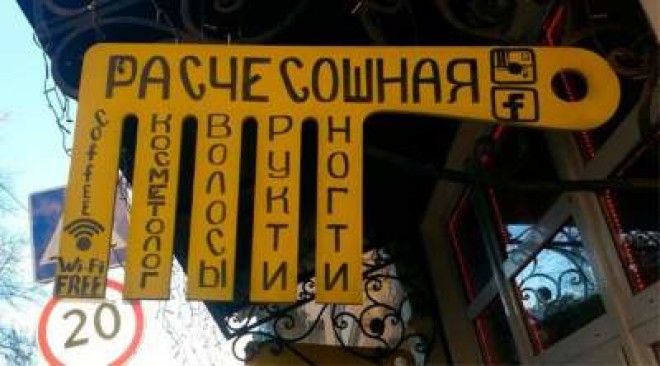 РАСЧЕСОШНАЯ
f
Coffee
Wi-Fi
FREE
КОСМЕТОЛОГ
ВОЛОСЫ
РУКТИ
НОГТИ
20